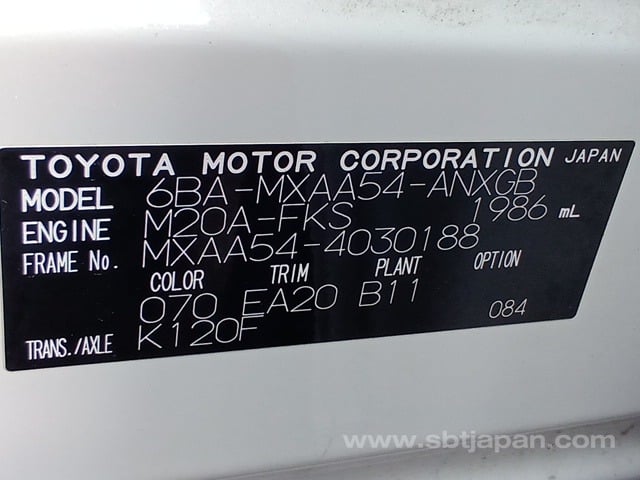 TOYOTA MOTOR CORPORATION JAPAN
MODEL 6BA-MXAA54-ANXGB
ENGINE M20A-FKS 1986 mL
FRAME No. MXAA54-4030188
COLOR TRIM PLANT OPTION
070 EA20 B11 084
TRANS./AXLE K120F
www.sbtjapan.com